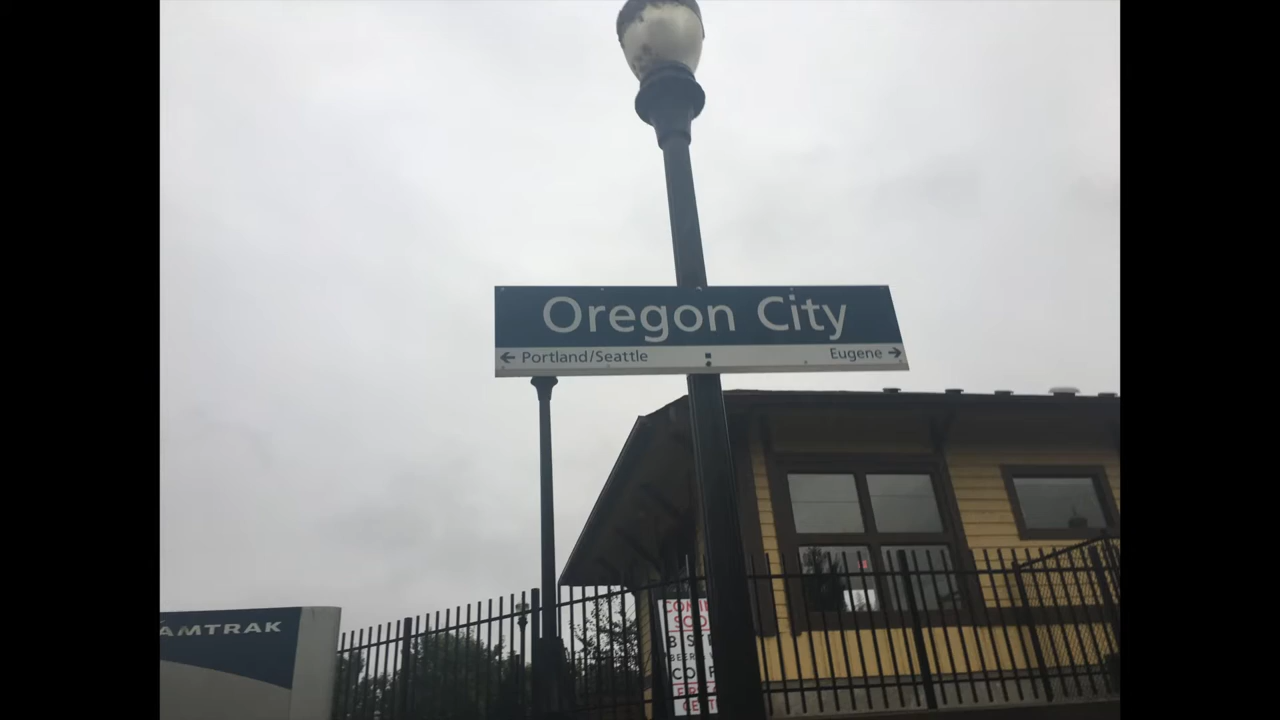 Oregon City
← Portland/Seattle
Eugene →
AMTRAK